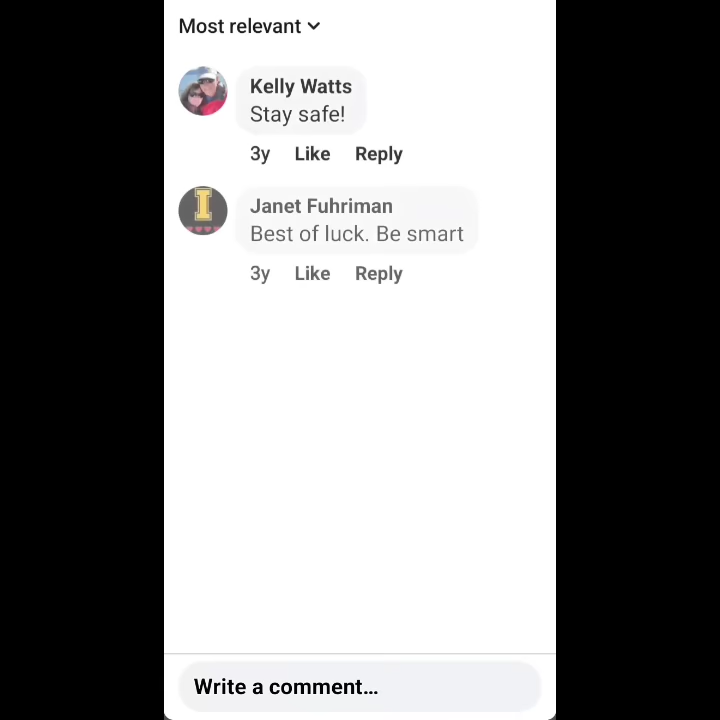 Most relevant
Kelly Watts
Stay safe!
3y Like Reply
I
Janet Fuhriman
Best of luck. Be smart
3y Like Reply
Write a comment...